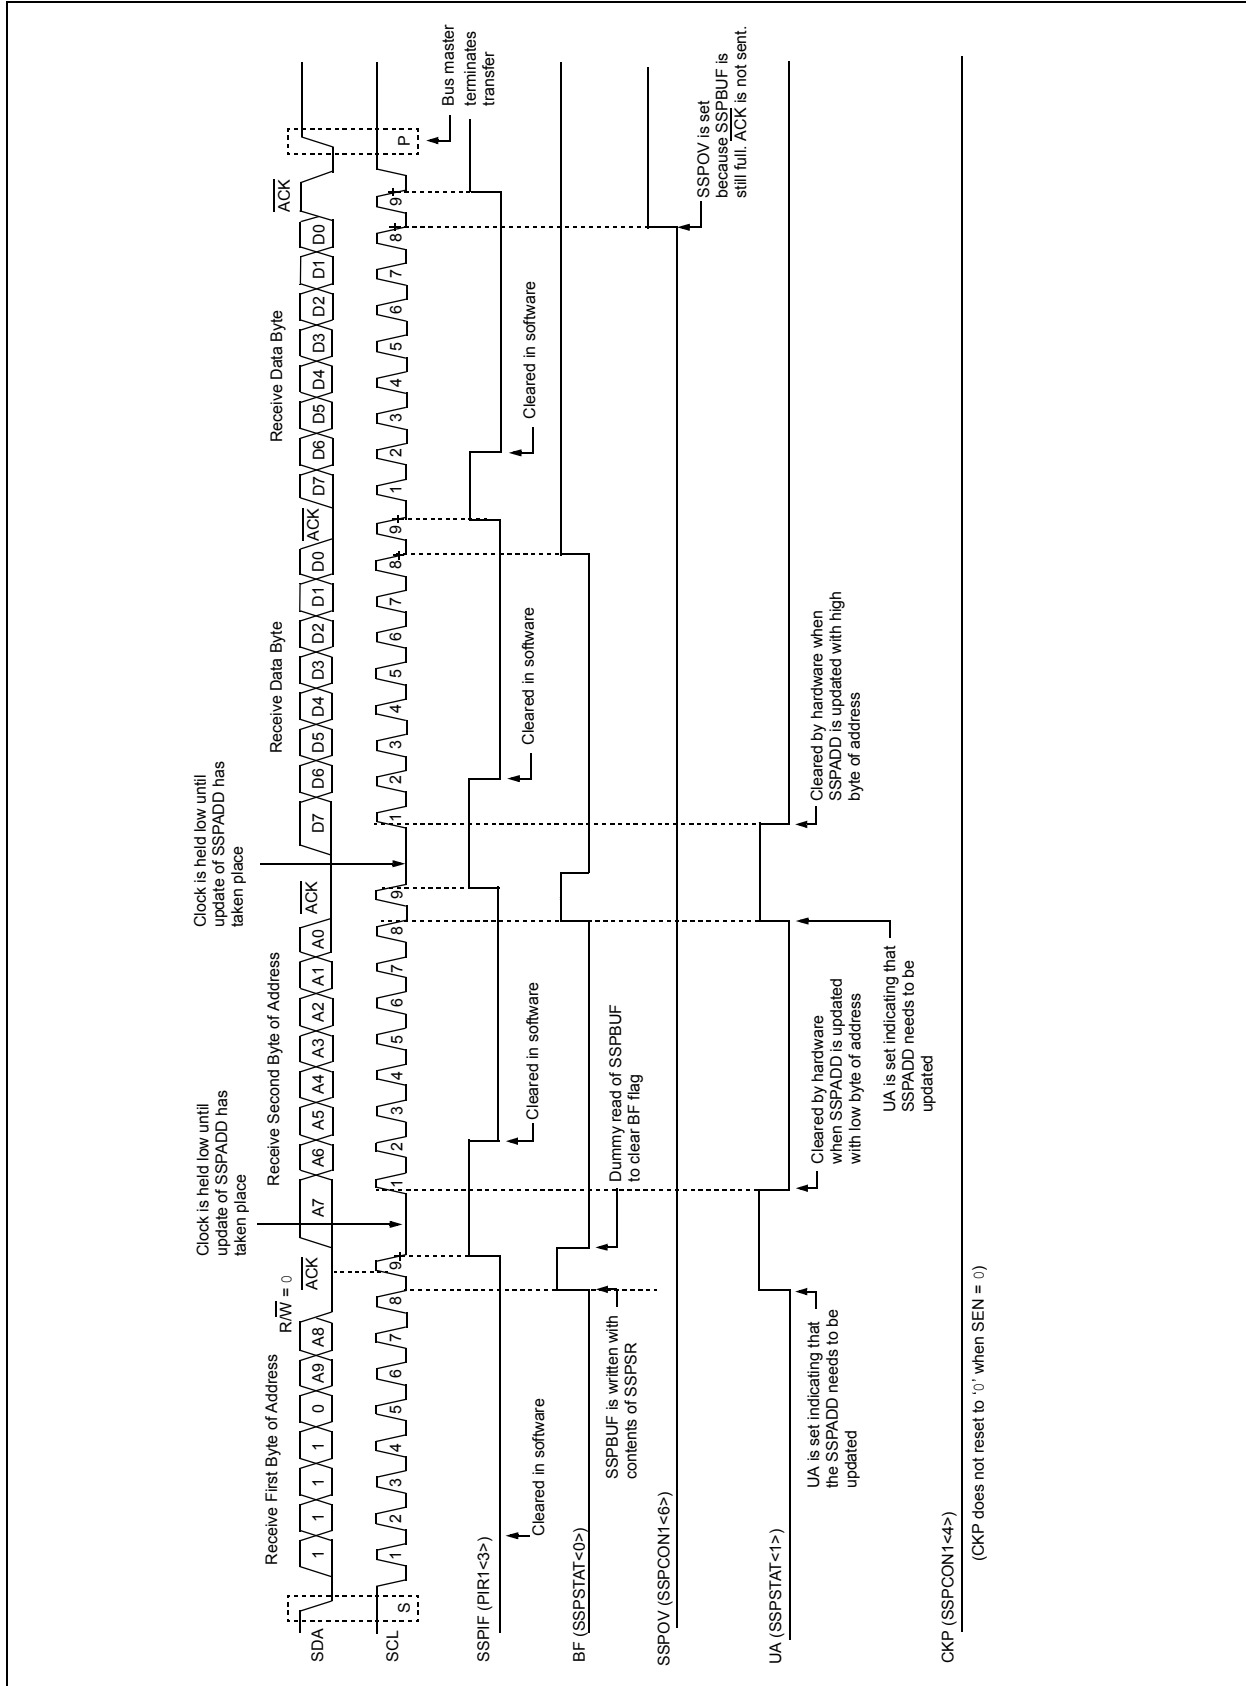 Receive First Byte of Address
R/W = 0
Clock is held low until
update of SSPADD has
taken place
Receive Second Byte of Address
Clock is held low until
update of SSPADD has
taken place
Receive Data Byte
Receive Data Byte
SDA
1 1 1 1 0 A9 A8 ACK A7 A6 A5 A4 A3 A2 A1 A0 ACK D7 D6 D5 D4 D3 D2 D1 D0 ACK D7 D6 D5 D4 D3 D2 D1 D0 ACK
SCL
S 1 2 3 4 5 6 7 8 9 1 2 3 4 5 6 7 8 9 1 2 3 4 5 6 7 8 9 1 2 3 4 5 6 7 8 9 P
Bus master
terminates
transfer
SSPIF (PIR1<3>)
Cleared in software
Cleared in software
Cleared in software
Cleared in software
BF (SSPSTAT<0>)
SSPBUF is written with
contents of SSPSR
Dummy read of SSPBUF
to clear BF flag
SSPOV (SSPCON1<6>)
SSPOV is set
because SSPBUF is
still full. ACK is not sent.
UA (SSPSTAT<1>)
UA is set indicating that
the SSPADD needs to be
updated
Cleared by hardware
when SSPADD is updated
with low byte of address
UA is set indicating that
SSPADD needs to be
updated
Cleared by hardware when
SSPADD is updated with high
byte of address
CKP (SSPCON1<4>)
(CKP does not reset to ‘0’ when SEN = 0)